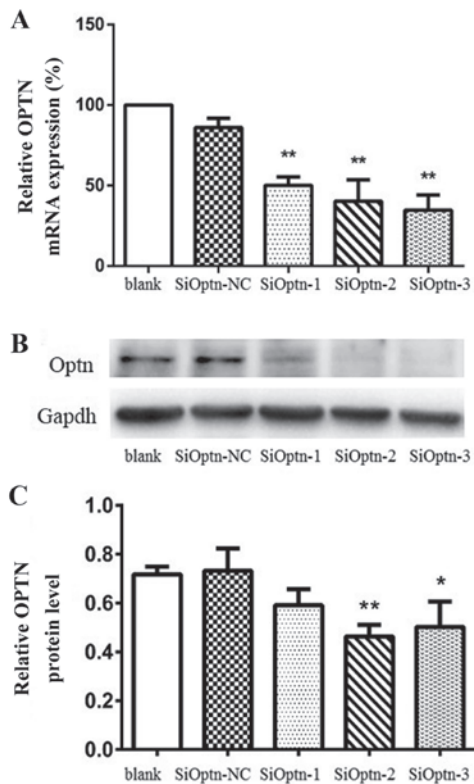 A
150
100
50
0
Relative OPTN
mRNA expression (%)
** ** **
blank SiOptn-NC SiOptn-1 SiOptn-2 SiOptn-3
B
Optn
Gapdh
blank SiOptn-NC SiOptn-1 SiOptn-2 SiOptn-3
C
1.0
0.8
0.6
0.4
0.2
0.0
Relative OPTN
protein level
** *
blank SiOptn-NC SiOptn-1 SiOptn-2 SiOptn-3